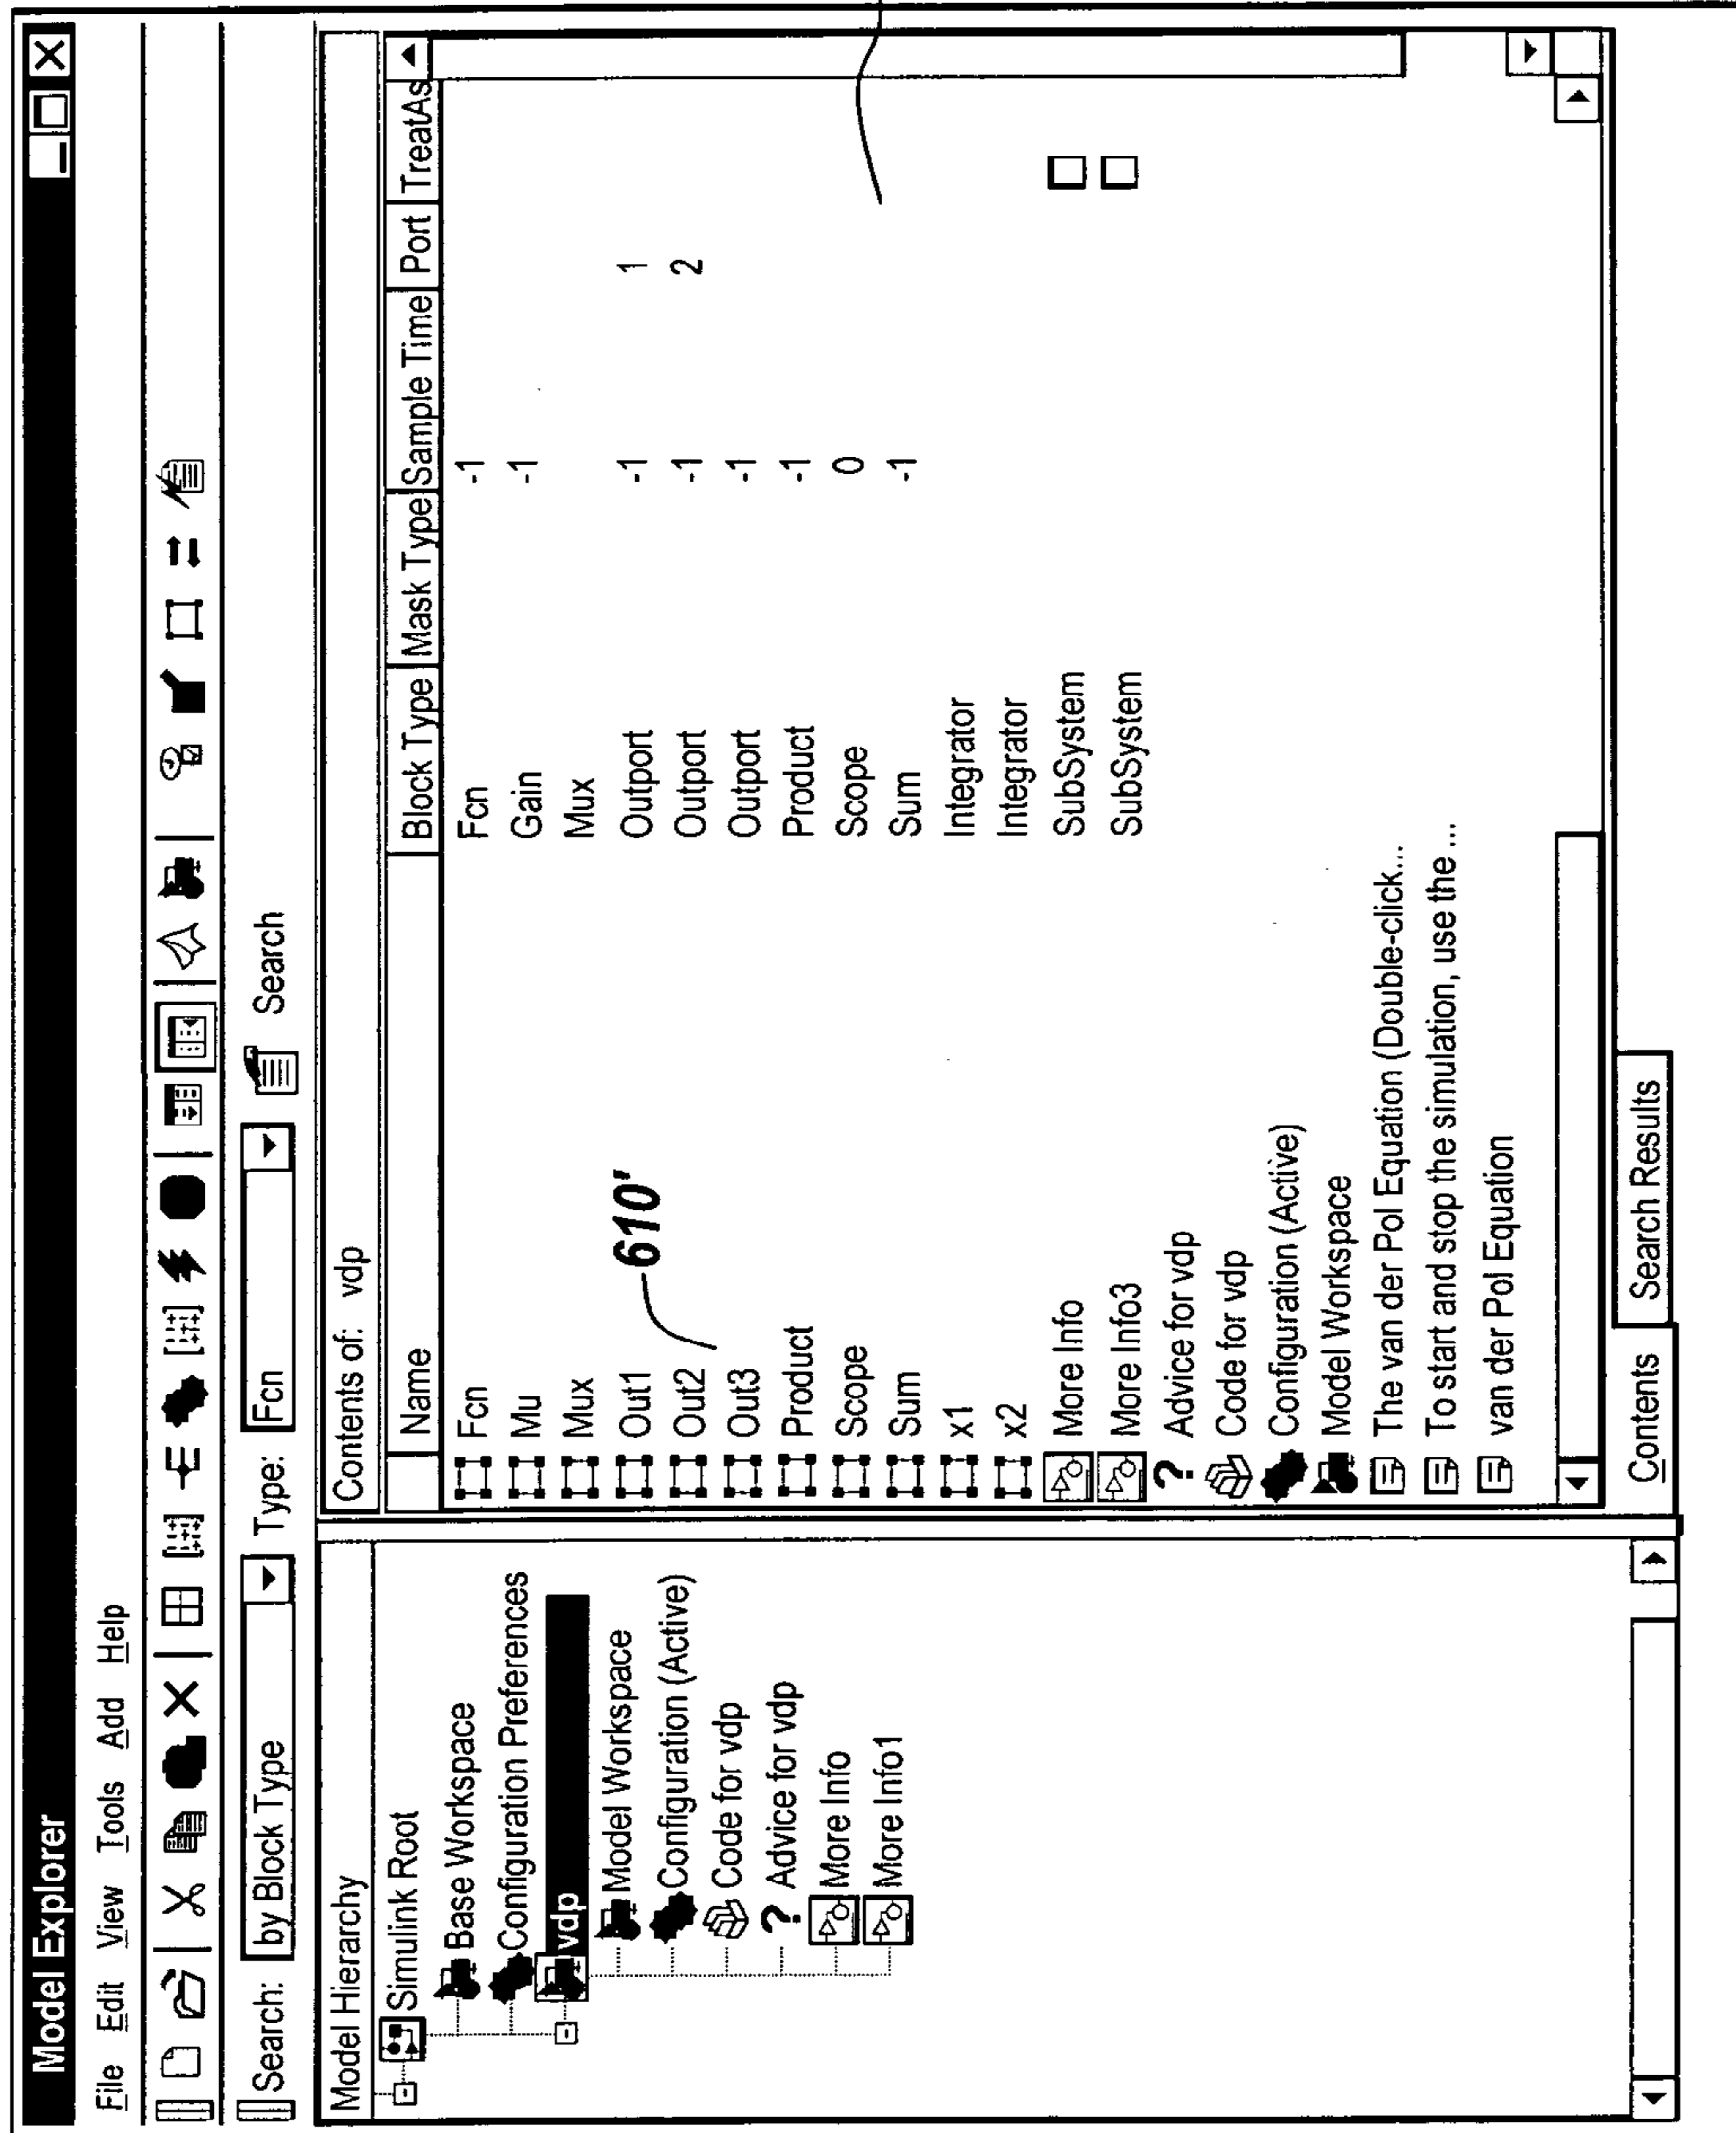 Model Explorer
File Edit View Tools Add Help
Search: by Block Type Type: Fcn Search
Model Hierarchy
Simulink Root
Base Workspace
Configuration Preferences
vdp
Model Workspace
Configuration (Active)
Code for vdp
Advice for vdp
More Info
More Info1
Contents of: vdp
Name Block Type Mask Type Sample Time Port TreatAs
Fcn Fcn -1
Mu Gain -1
Mux Mux
Out1 Outport -1 1
Out2 Outport -1 2
Out3 Outport -1
Product Product -1
Scope Scope 0
Sum Sum -1
x1 Integrator
x2 Integrator
More Info SubSystem
More Info3 SubSystem
Advice for vdp
Code for vdp
Configuration (Active)
Model Workspace
The van der Pol Equation (Double-click...
To start and stop the simulation, use the ...
van der Pol Equation
610'
Contents Search Results